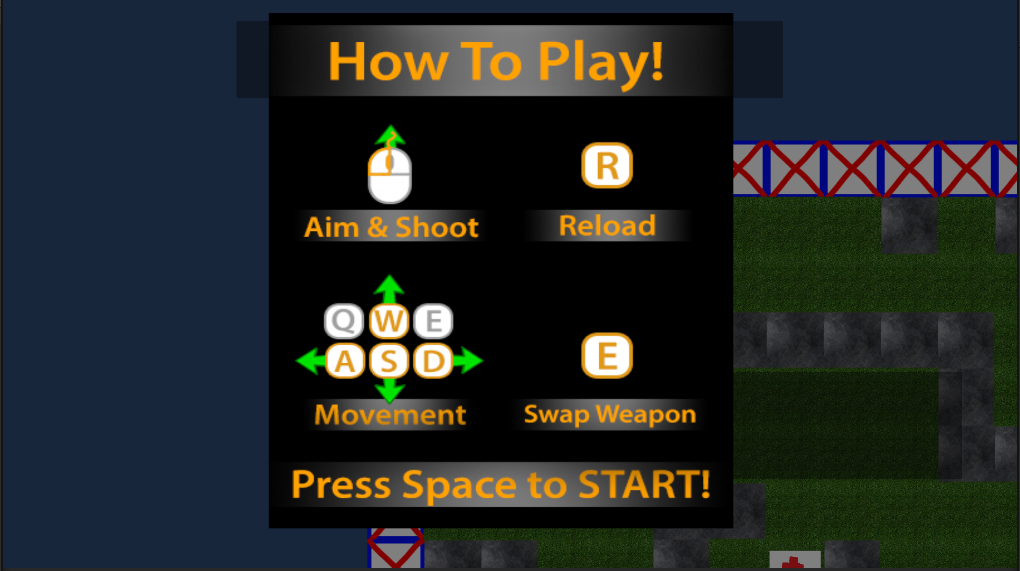 How To Play!
R
Aim & Shoot
Reload
Q W E
A S D
E
Movement
Swap Weapon
Press Space to START!